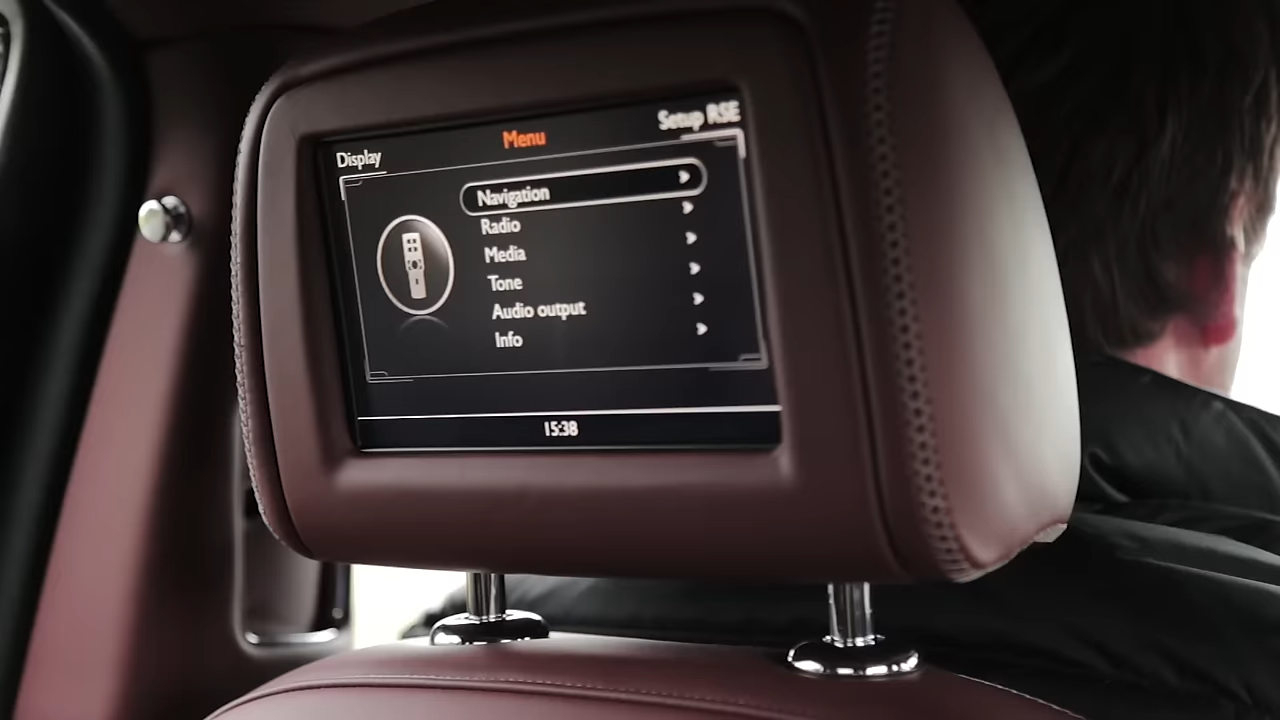 Display
Menu
Setup RSE
Navigation
Radio
Media
Tone
Audio output
Info
15:38